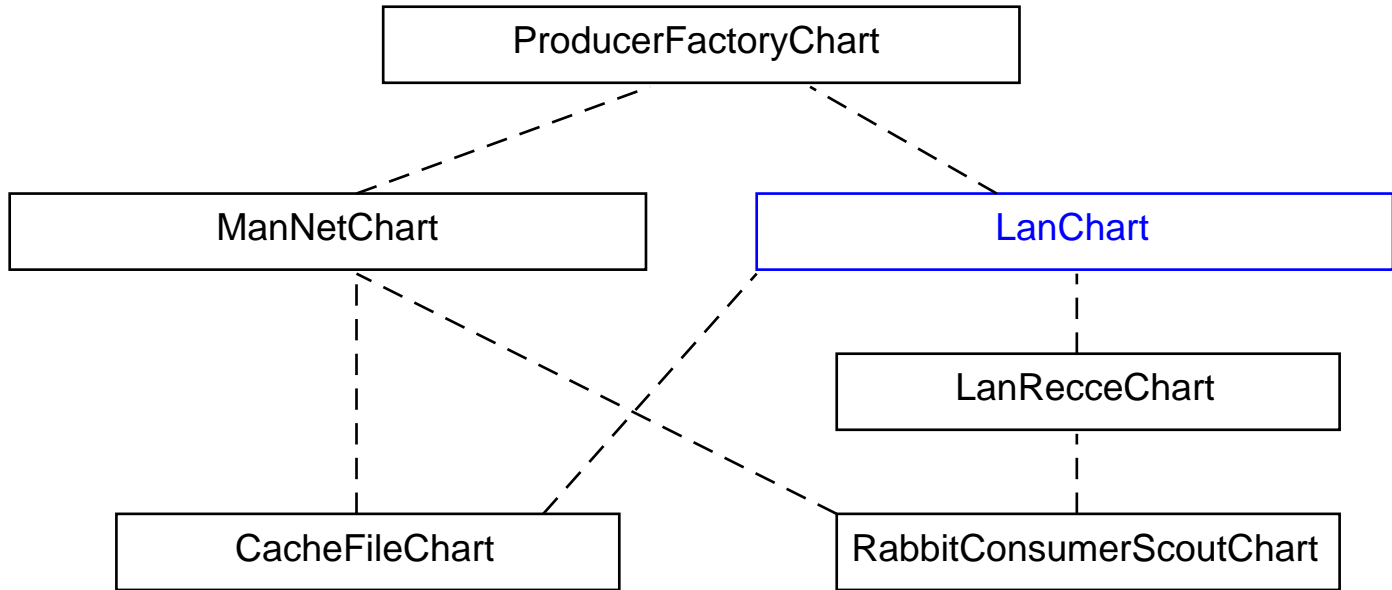 ProducerFactoryChart
ManNetChart
LanChart
LanRecceChart
CacheFileChart
RabbitConsumerScoutChart